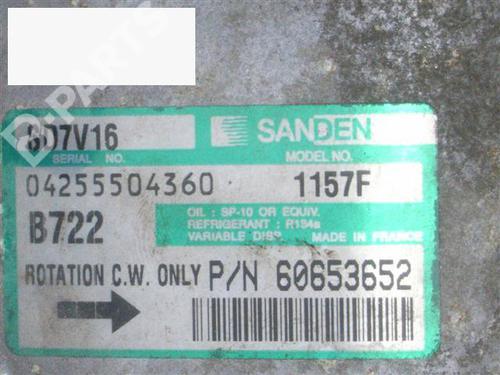 SD7V16
SANDEN
SERIAL NO.
MODEL NO.
04255504360
1157F
B722
OIL : SP-10 OR EQUIV.
REFRIGERANT : R134a
VARIABLE DISP. MADE IN FRANCE
ROTATION C.W. ONLY P/N 60653652
D-PARTS